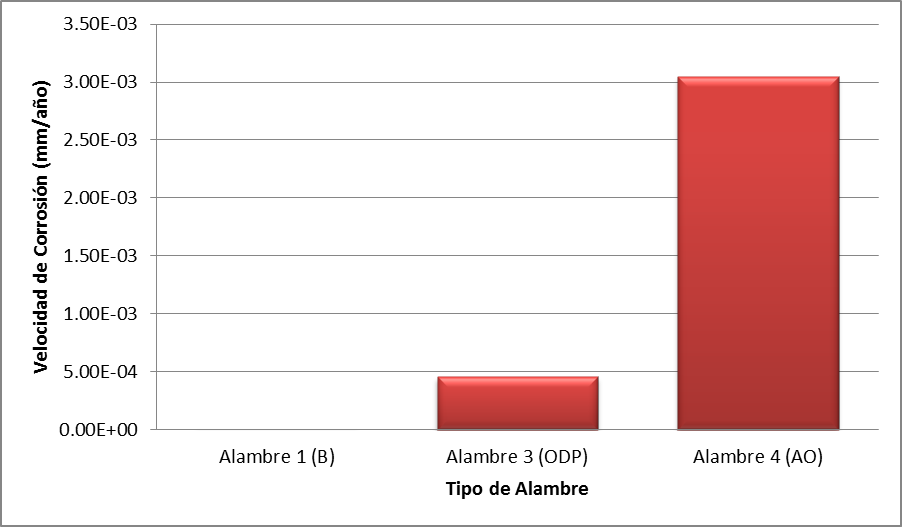 3.50E-03
3.00E-03
2.50E-03
2.00E-03
1.50E-03
1.00E-03
5.00E-04
0.00E+00
Velocidad de Corrosión (mm/año)
Alambre 1 (B)
Alambre 3 (ODP)
Alambre 4 (AO)
Tipo de Alambre